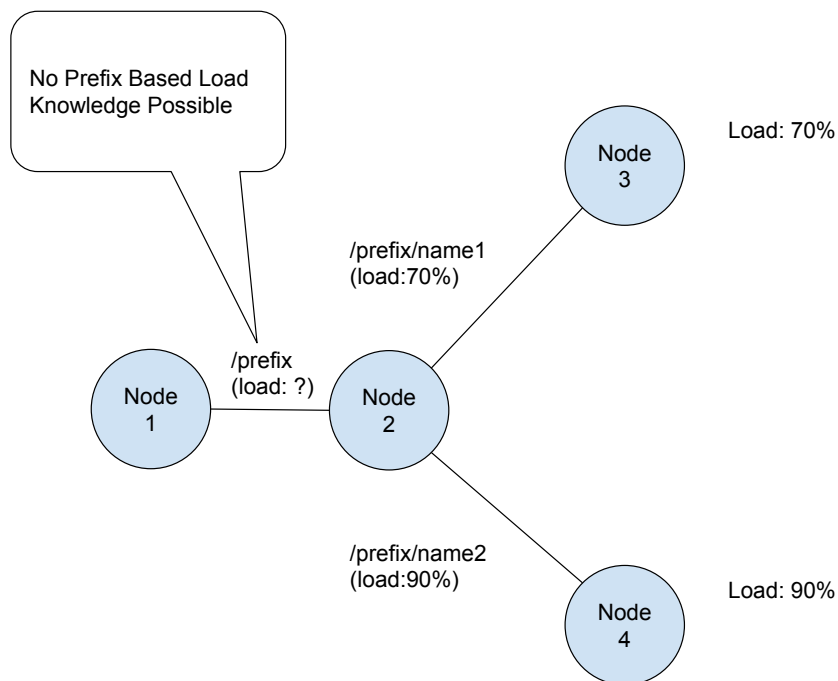 No Prefix Based Load
Knowledge Possible
Node
3
Load: 70%
/prefix/name1
(load:70%)
/prefix
(load: ?)
Node
1
Node
2
/prefix/name2
(load:90%)
Node
4
Load: 90%